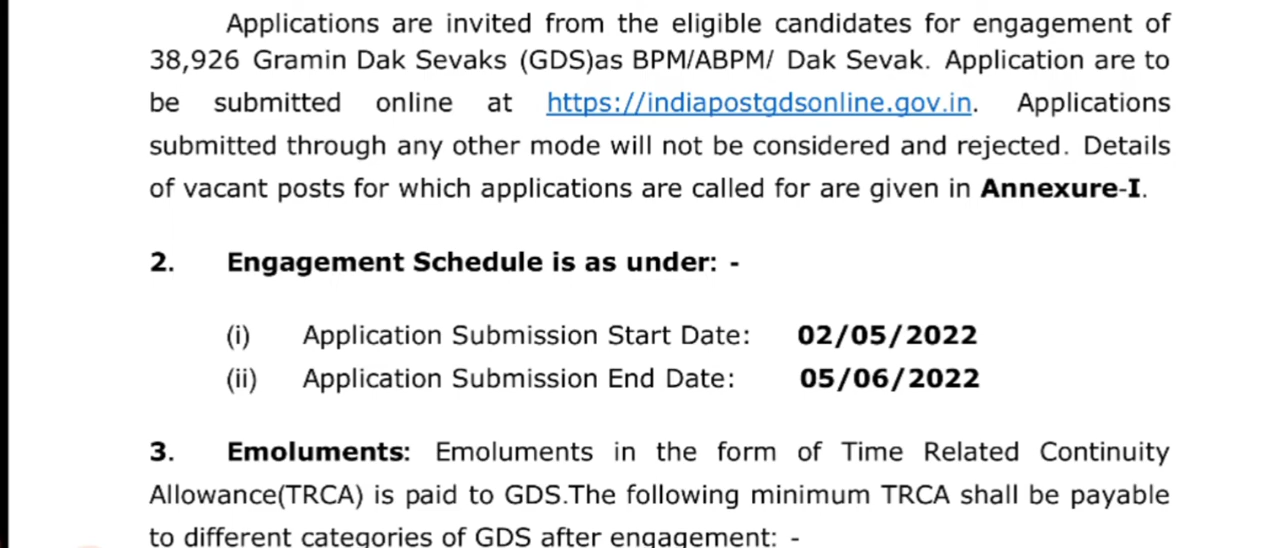 Applications are invited from the eligible candidates for engagement of
38,926 Gramin Dak Sevaks (GDS)as BPM/ABPM/ Dak Sevak. Application are to
be submitted online at https://indiapostgdsonline.gov.in. Applications
submitted through any other mode will not be considered and rejected. Details
of vacant posts for which applications are called for are given in Annexure-I.
2. Engagement Schedule is as under: -
(i) Application Submission Start Date: 02/05/2022
(ii) Application Submission End Date: 05/06/2022
3. Emoluments: Emoluments in the form of Time Related Continuity
Allowance(TRCA) is paid to GDS.The following minimum TRCA shall be payable
to different categories of GDS after engagement: -